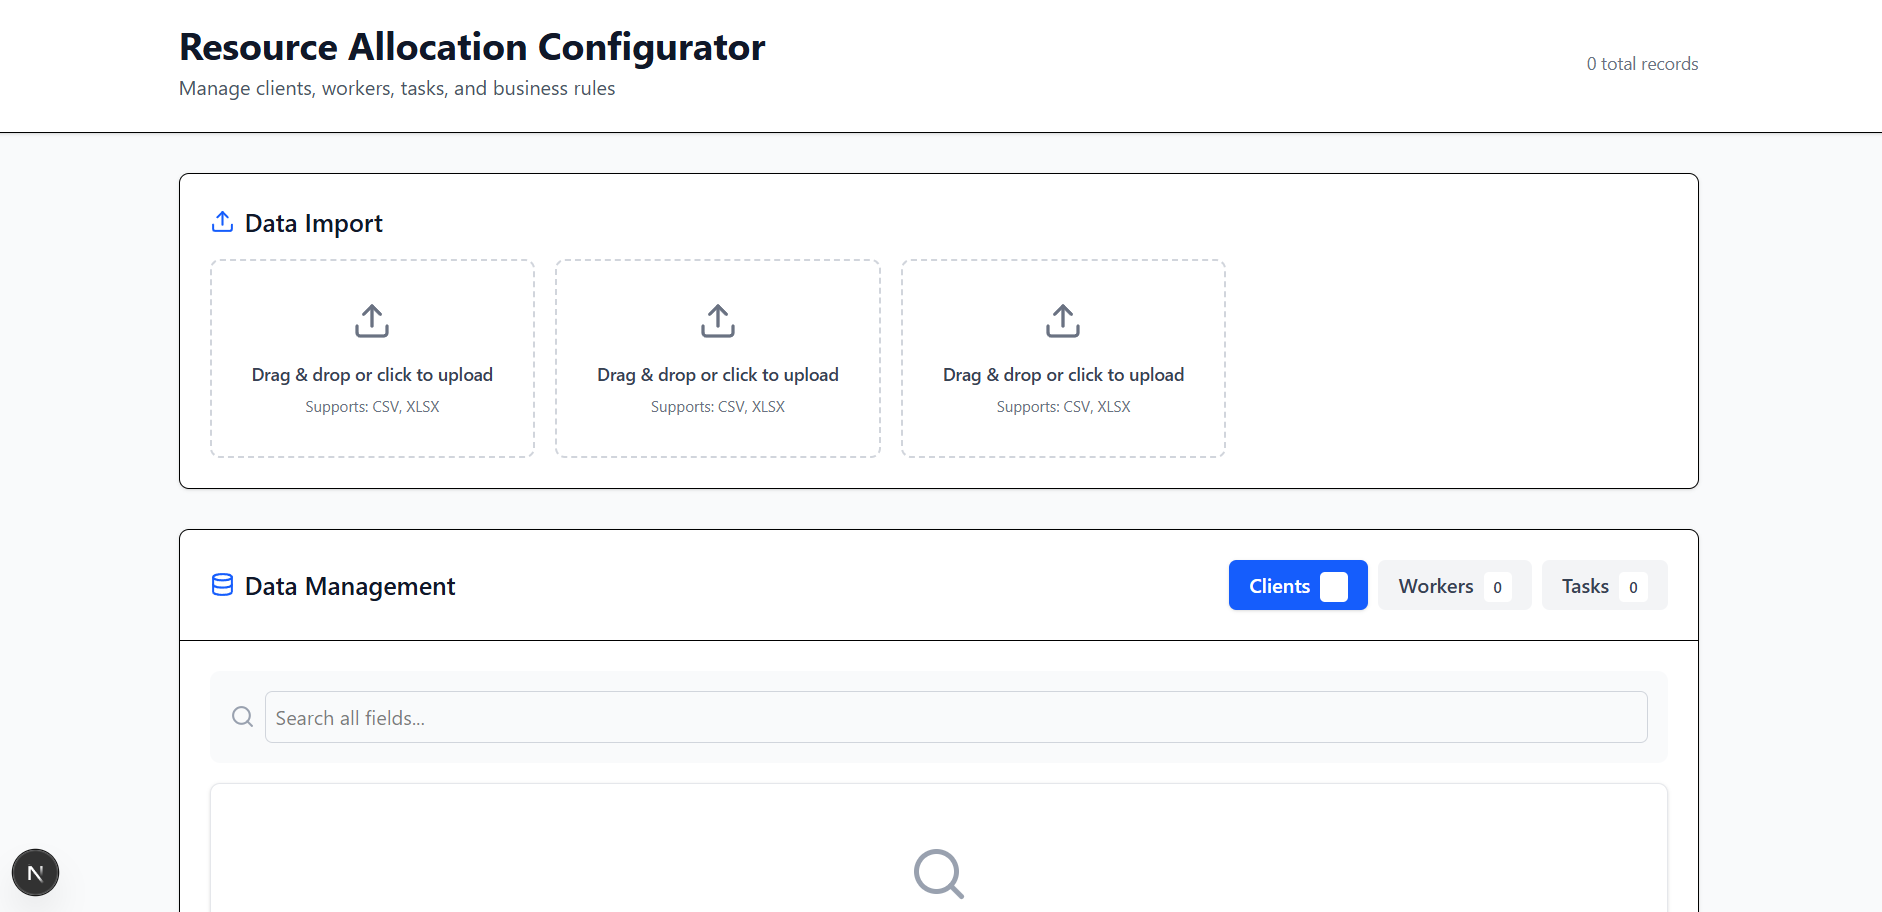 Resource Allocation Configurator
Manage clients, workers, tasks, and business rules
0 total records
Data Import
Drag & drop or click to upload
Supports: CSV, XLSX
Drag & drop or click to upload
Supports: CSV, XLSX
Drag & drop or click to upload
Supports: CSV, XLSX
Data Management
Clients
Workers 0
Tasks 0
Search all fields...
N